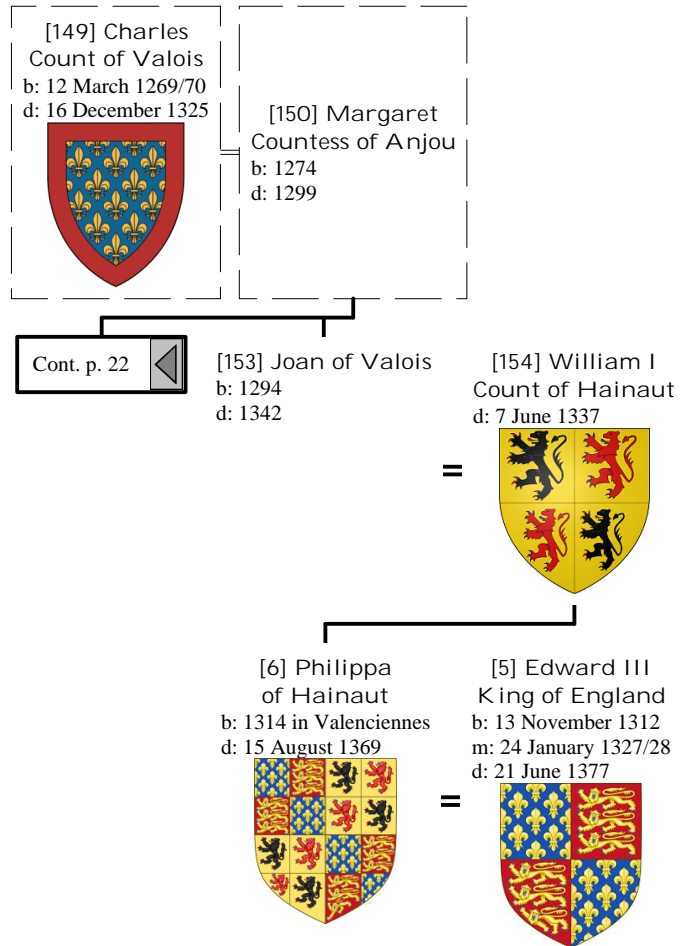 [149] Charles
Count of Valois
b: 12 March 1269/70
d: 16 December 1325
[150] Margaret
Countess of Anjou
b: 1274
d: 1299
Cont. p. 22
[153] Joan of Valois
b: 1294
d: 1342
[154] William I
Count of Hainaut
d: 7 June 1337
=
[6] Philippa
of Hainaut
b: 1314 in Valenciennes
d: 15 August 1369
=
[5] Edward III
King of England
b: 13 November 1312
m: 24 January 1327/28
d: 21 June 1377